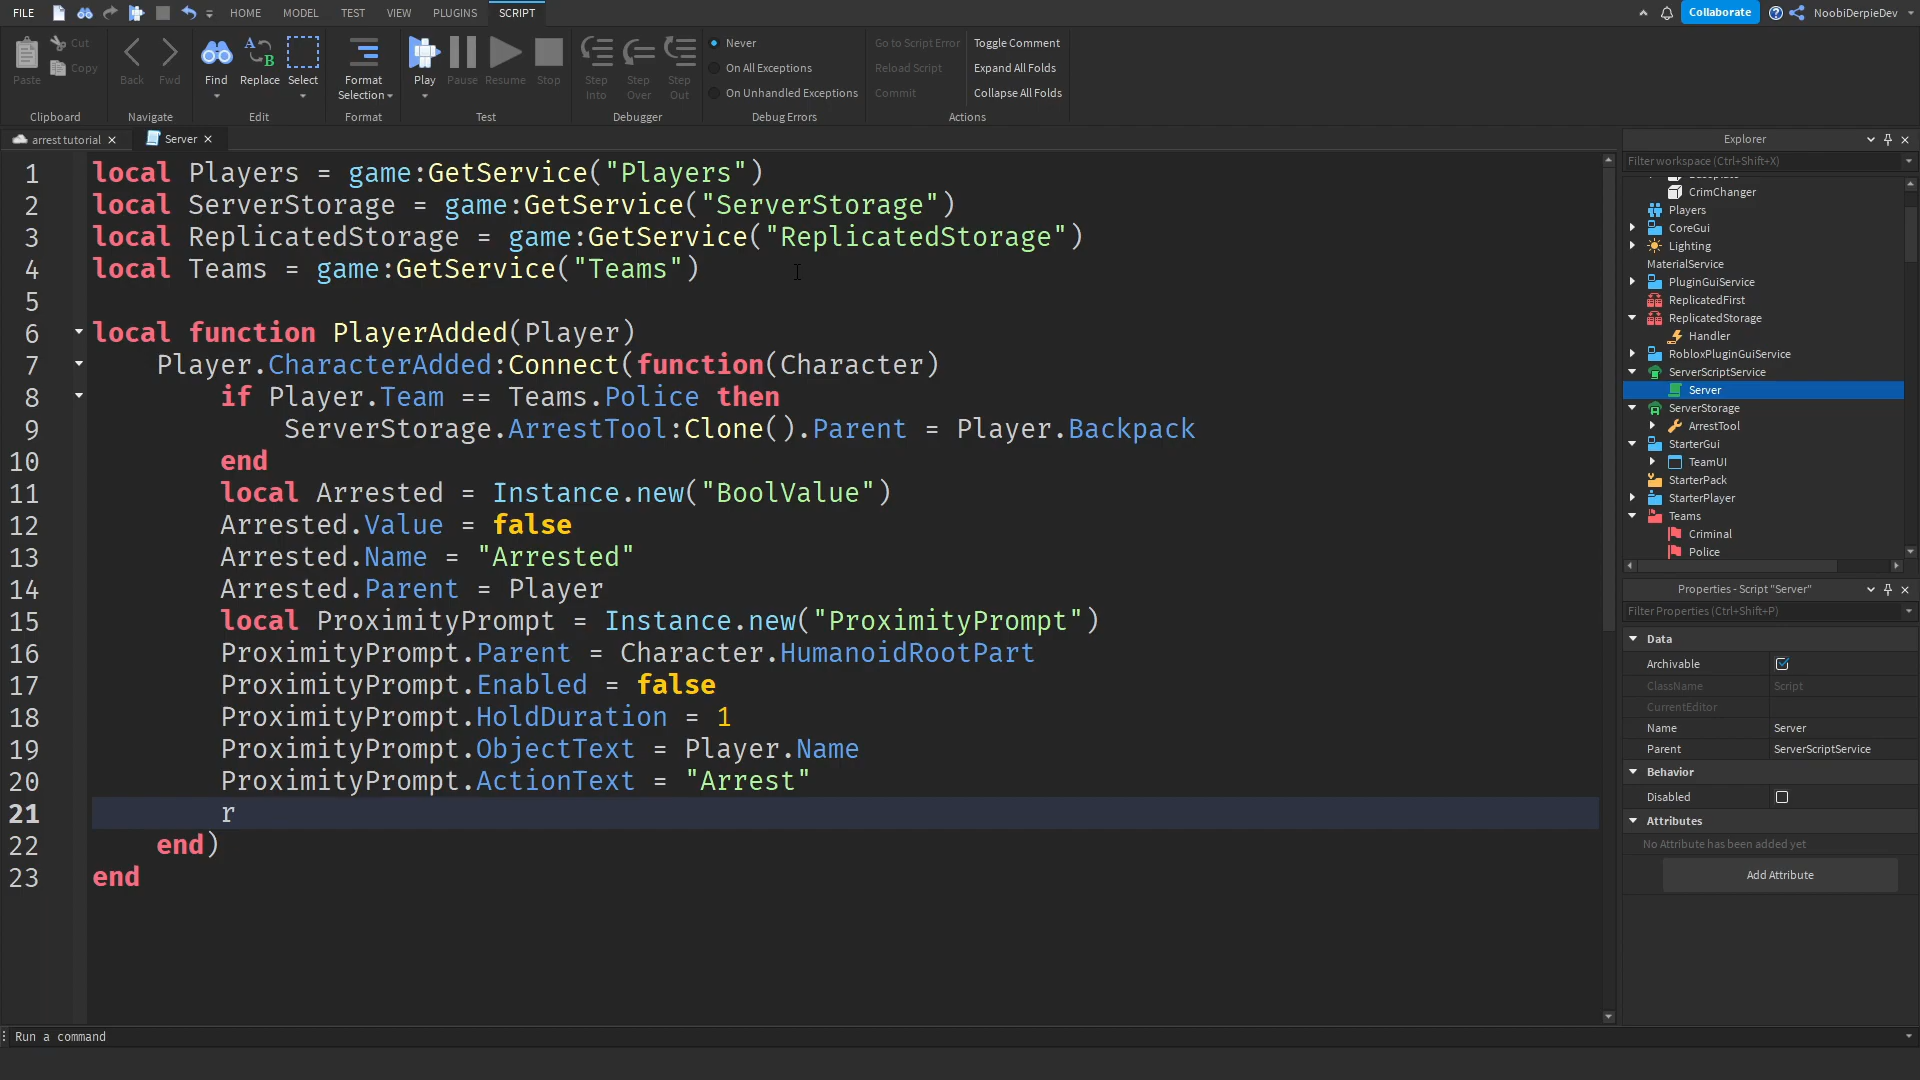 FILE HOME MODEL TEST VIEW PLUGINS SCRIPT Collaborate NoobiDerpieDev
Paste Cut Copy Back Fwd Find Replace Select Format Selection Play Pause Resume Stop Step Into Step Over Step Out
Never
On All Exceptions
On Unhandled Exceptions
Go to Script Error
Reload Script
Commit
Toggle Comment
Expand All Folds
Collapse All Folds
Clipboard Navigate Edit Format Test Debugger Debug Errors Actions
arrest tutorial Server
1 local Players = game:GetService("Players")
2 local ServerStorage = game:GetService("ServerStorage")
3 local ReplicatedStorage = game:GetService("ReplicatedStorage")
4 local Teams = game:GetService("Teams")
5
6 local function PlayerAdded(Player)
7 Player.CharacterAdded:Connect(function(Character)
8 if Player.Team == Teams.Police then
9 ServerStorage.ArrestTool:Clone().Parent = Player.Backpack
10 end
11 local Arrested = Instance.new("BoolValue")
12 Arrested.Value = false
13 Arrested.Name = "Arrested"
14 Arrested.Parent = Player
15 local ProximityPrompt = Instance.new("ProximityPrompt")
16 ProximityPrompt.Parent = Character.HumanoidRootPart
17 ProximityPrompt.Enabled = false
18 ProximityPrompt.HoldDuration = 1
19 ProximityPrompt.ObjectText = Player.Name
20 ProximityPrompt.ActionText = "Arrest"
21 r
22 end)
23 end
Explorer
Filter workspace (Ctrl+Shift+X)
CrimChanger
Players
CoreGui
Lighting
MaterialService
PluginGuiService
ReplicatedFirst
ReplicatedStorage
Handler
RobloxPluginGuiService
ServerScriptService
Server
ServerStorage
ArrestTool
StarterGui
TeamUI
StarterPack
StarterPlayer
Teams
Criminal
Police
Properties - Script "Server"
Filter Properties (Ctrl+Shift+P)
Data
Archivable
ClassName Script
CurrentEditor
Name Server
Parent ServerScriptService
Behavior
Disabled
Attributes
No Attribute has been added yet
Add Attribute
Run a command